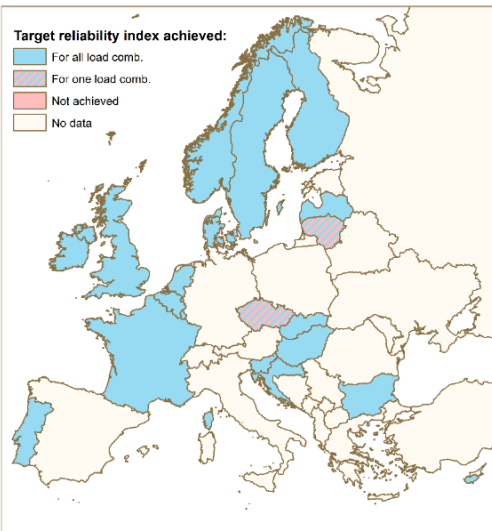 Target reliability index achieved:
For all load comb.
For one load comb.
Not achieved
No data